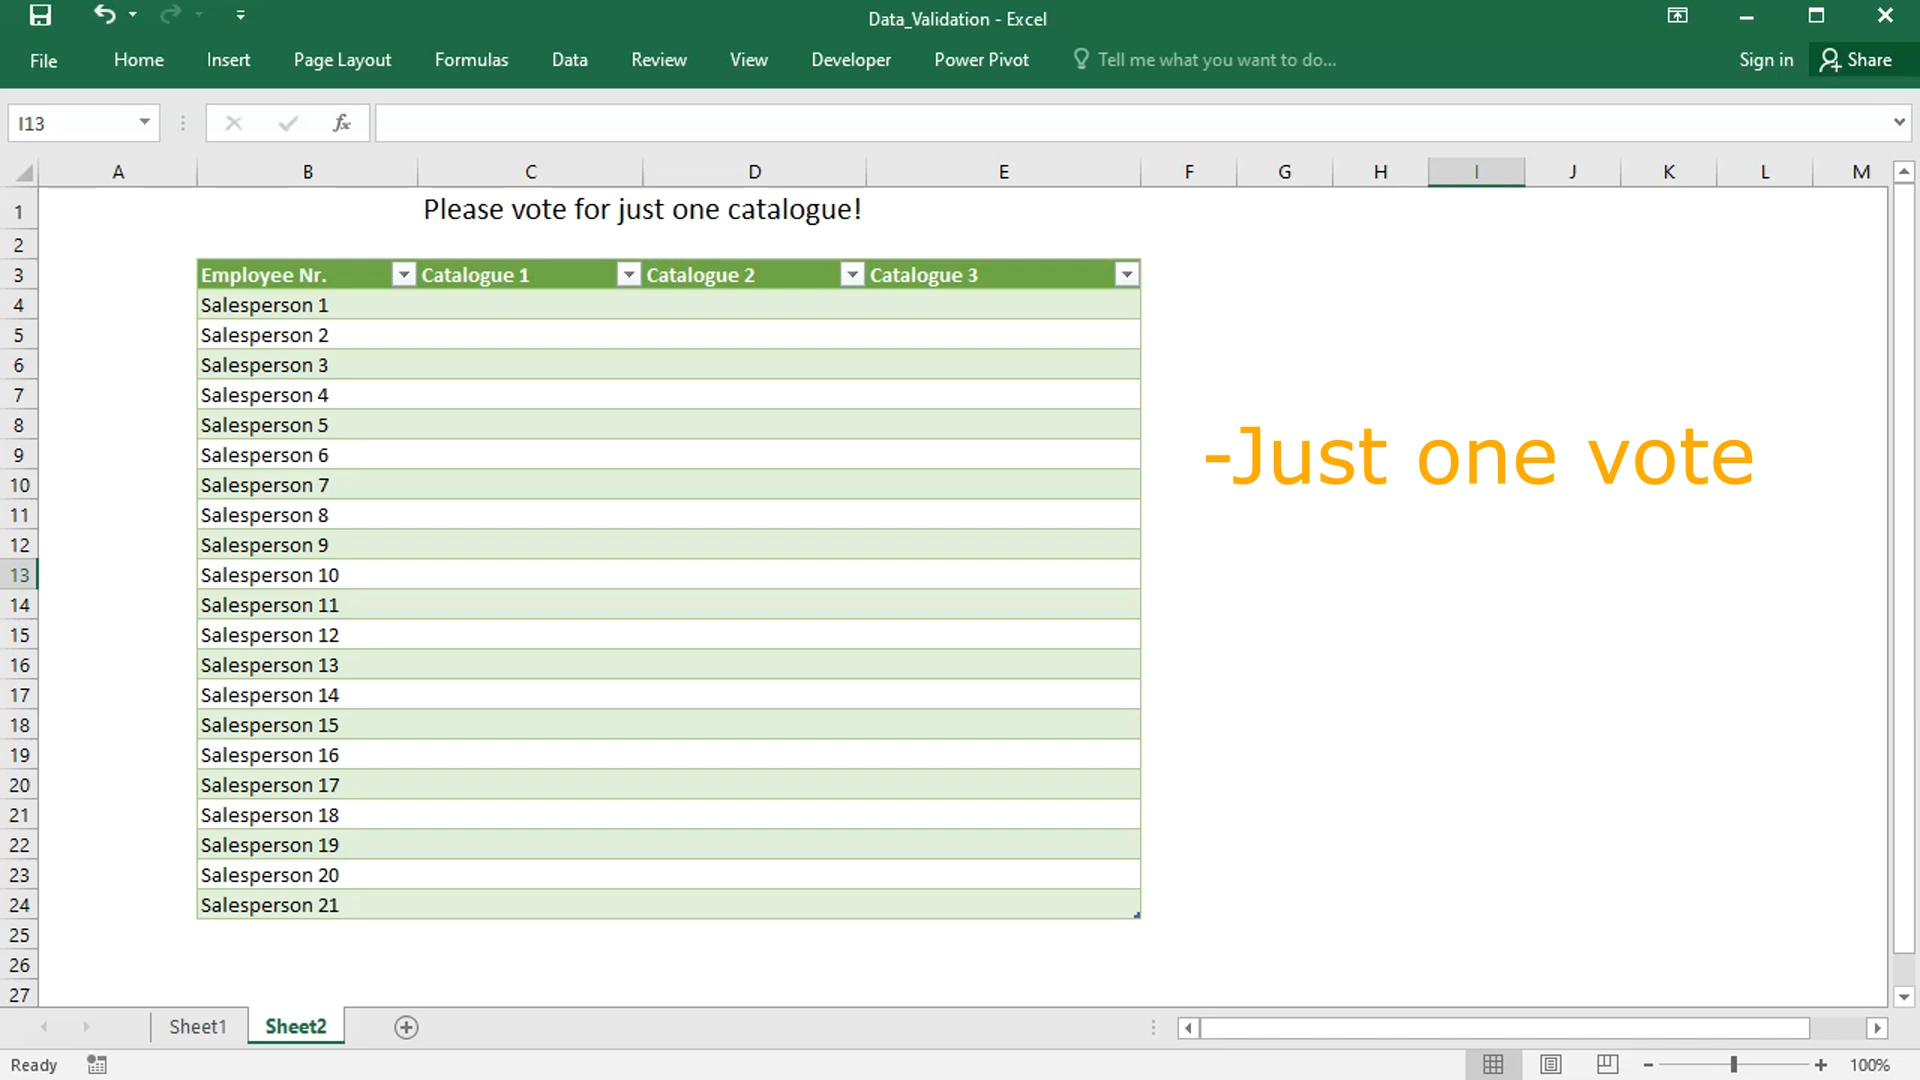 Data_Validation - Excel
File Home Insert Page Layout Formulas Data Review View Developer Power Pivot Tell me what you want to do... Sign in Share
I13 fx
A B C D E F G H I J K L M
1 Please vote for just one catalogue!
2
3 Employee Nr. Catalogue 1 Catalogue 2 Catalogue 3
4 Salesperson 1
5 Salesperson 2
6 Salesperson 3
7 Salesperson 4
8 Salesperson 5
9 Salesperson 6
-Just one vote
10 Salesperson 7
11 Salesperson 8
12 Salesperson 9
13 Salesperson 10
14 Salesperson 11
15 Salesperson 12
16 Salesperson 13
17 Salesperson 14
18 Salesperson 15
19 Salesperson 16
20 Salesperson 17
21 Salesperson 18
22 Salesperson 19
23 Salesperson 20
24 Salesperson 21
25
26
27
Sheet1 Sheet2
Ready 100%